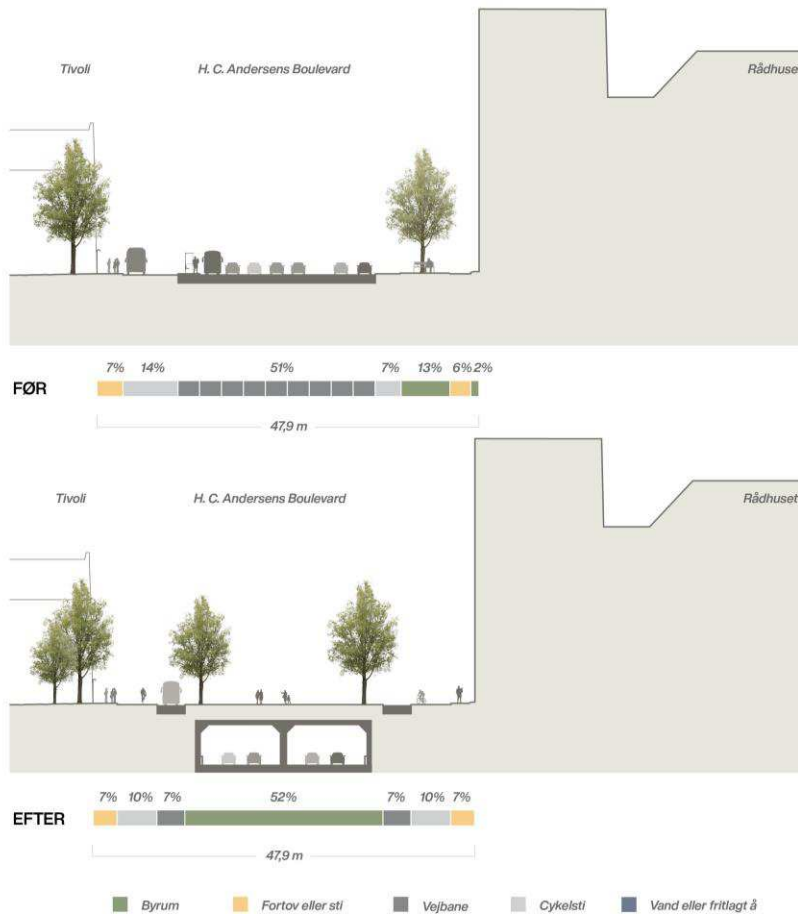 Tivoli H. C. Andersens Boulevard Rådhuset
7% 14% 51% 7% 13% 6% 2%
FØR
47,9 m
Tivoli H. C. Andersens Boulevard Rådhuset
7% 10% 7% 52% 7% 10% 7%
EFTER
47,9 m
Byrum Fortov eller sti Vejbane Cykelsti Vand eller fritlagt å